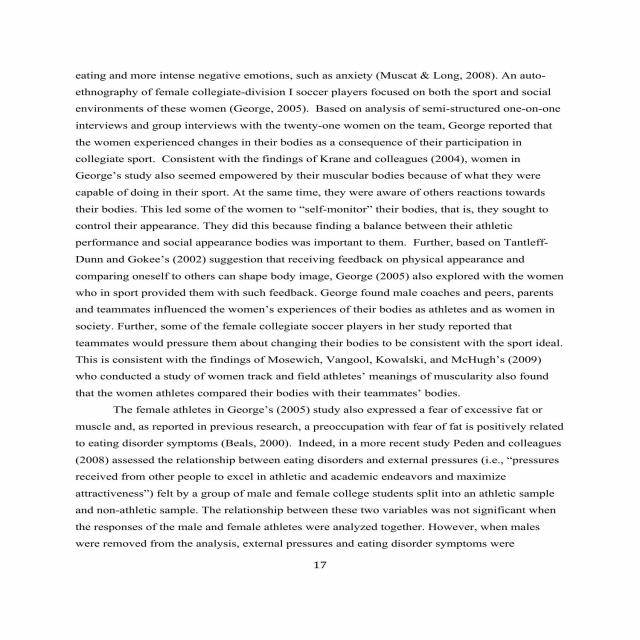 eating and more intense negative emotions, such as anxiety (Muscat & Long, 2008). An auto-
ethnography of female collegiate-division I soccer players focused on both the sport and social
environments of these women (George, 2005).  Based on analysis of semi-structured one-on-one
interviews and group interviews with the twenty-one women on the team, George reported that
the women experienced changes in their bodies as a consequence of their participation in
collegiate sport.  Consistent with the findings of Krane and colleagues (2004), women in
George's study also seemed empowered by their muscular bodies because of what they were
capable of doing in their sport. At the same time, they were aware of others reactions towards
their bodies. This led some of the women to “self-monitor” their bodies, that is, they sought to
control their appearance. They did this because finding a balance between their athletic
performance and social appearance bodies was important to them.  Further, based on Tantleff-
Dunn and Gokee's (2002) suggestion that receiving feedback on physical appearance and
comparing oneself to others can shape body image, George (2005) also explored with the women
who in sport provided them with such feedback. George found male coaches and peers, parents
and teammates influenced the women's experiences of their bodies as athletes and as women in
society. Further, some of the female collegiate soccer players in her study reported that
teammates would pressure them about changing their bodies to be consistent with the sport ideal.
This is consistent with the findings of Mosewich, Vangool, Kowalski, and McHugh's (2009)
who conducted a study of women track and field athletes' meanings of muscularity also found
that the women athletes compared their bodies with their teammates' bodies.
The female athletes in George's (2005) study also expressed a fear of excessive fat or
muscle and, as reported in previous research, a preoccupation with fear of fat is positively related
to eating disorder symptoms (Beals, 2000).  Indeed, in a more recent study Peden and colleagues
(2008) assessed the relationship between eating disorders and external pressures (i.e., “pressures
received from other people to excel in athletic and academic endeavors and maximize
attractiveness”) felt by a group of male and female college students split into an athletic sample
and non-athletic sample. The relationship between these two variables was not significant when
the responses of the male and female athletes were analyzed together. However, when males
were removed from the analysis, external pressures and eating disorder symptoms were
17